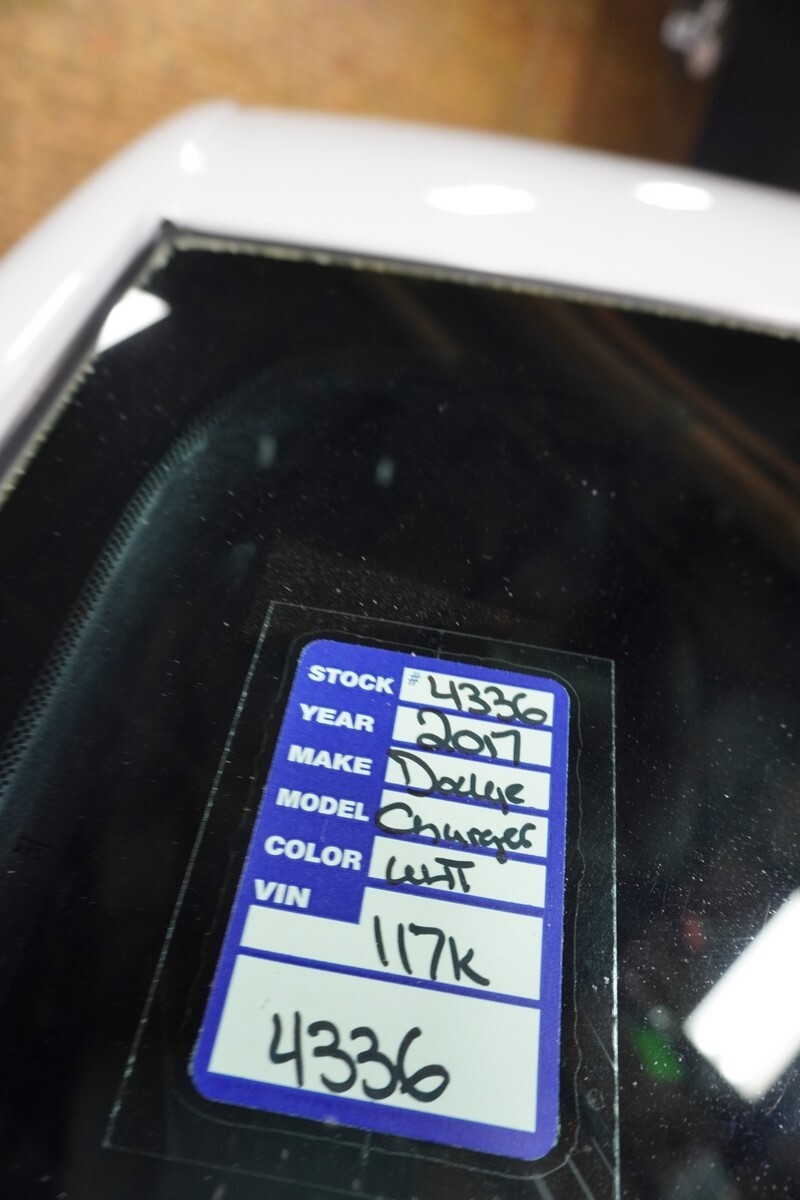 STOCK # 4336
YEAR 2017
MAKE Dodge
MODEL Charger
COLOR WHT
VIN
117K
4336